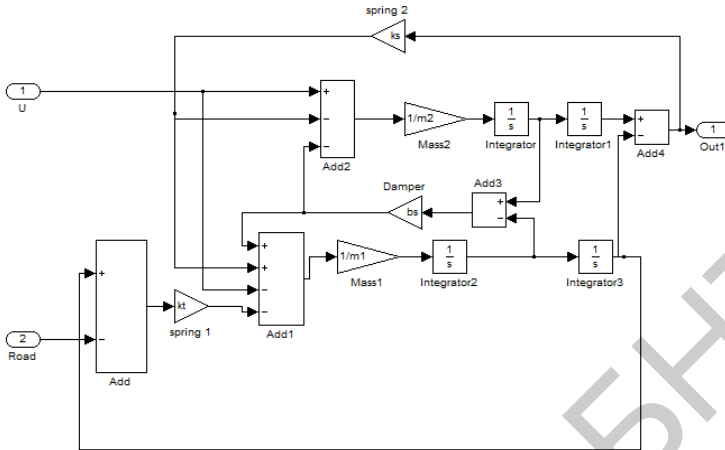 spring 2
ks
1
U
+
−
−
Add2
1/m2
Mass2
1
s
Integrator
1
s
Integrator1
+
−
Add4
1
Out1
Damper
bs
Add3
+
−
+
+
−
−
Add1
1/m1
Mass1
1
s
Integrator2
1
s
Integrator3
+
−
Add
kt
spring 1
2
Road